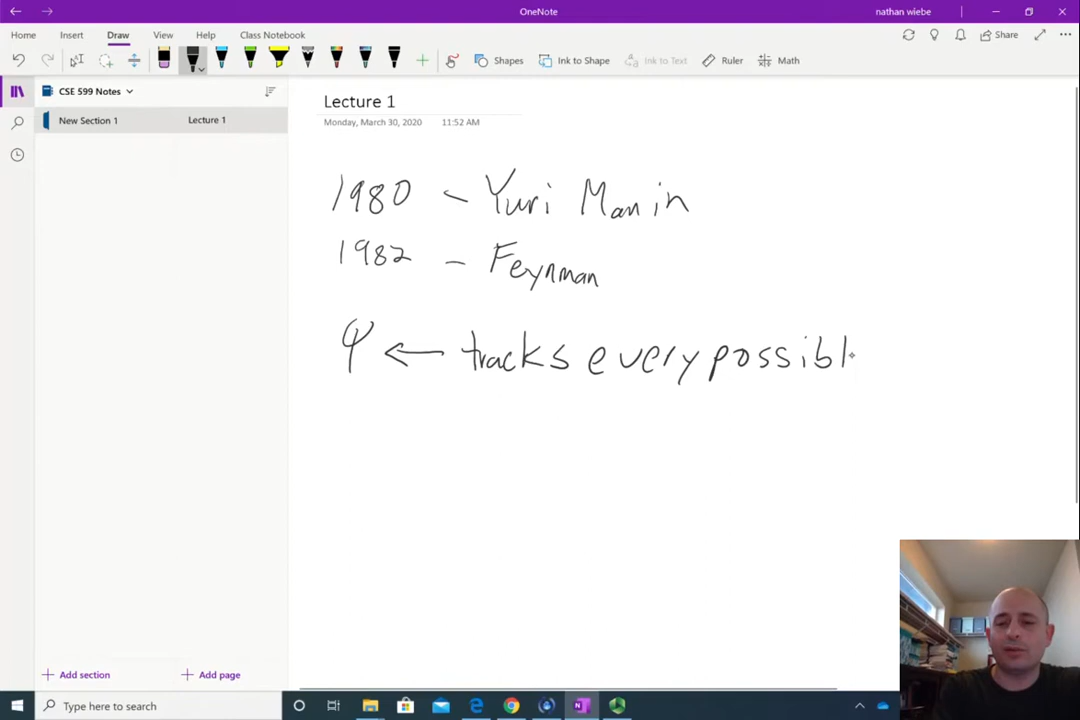 OneNote
nathan wiebe
Home Insert Draw View Help Class Notebook
Share
Shapes Ink to Shape Ink to Text Ruler Math
CSE 599 Notes
New Section 1
Lecture 1
Lecture 1
Monday, March 30, 2020 11:52 AM
1980 - Yuri Manin
1982 - Feynman
Ψ ← tracks every possibl
Add section
Add page
Type here to search